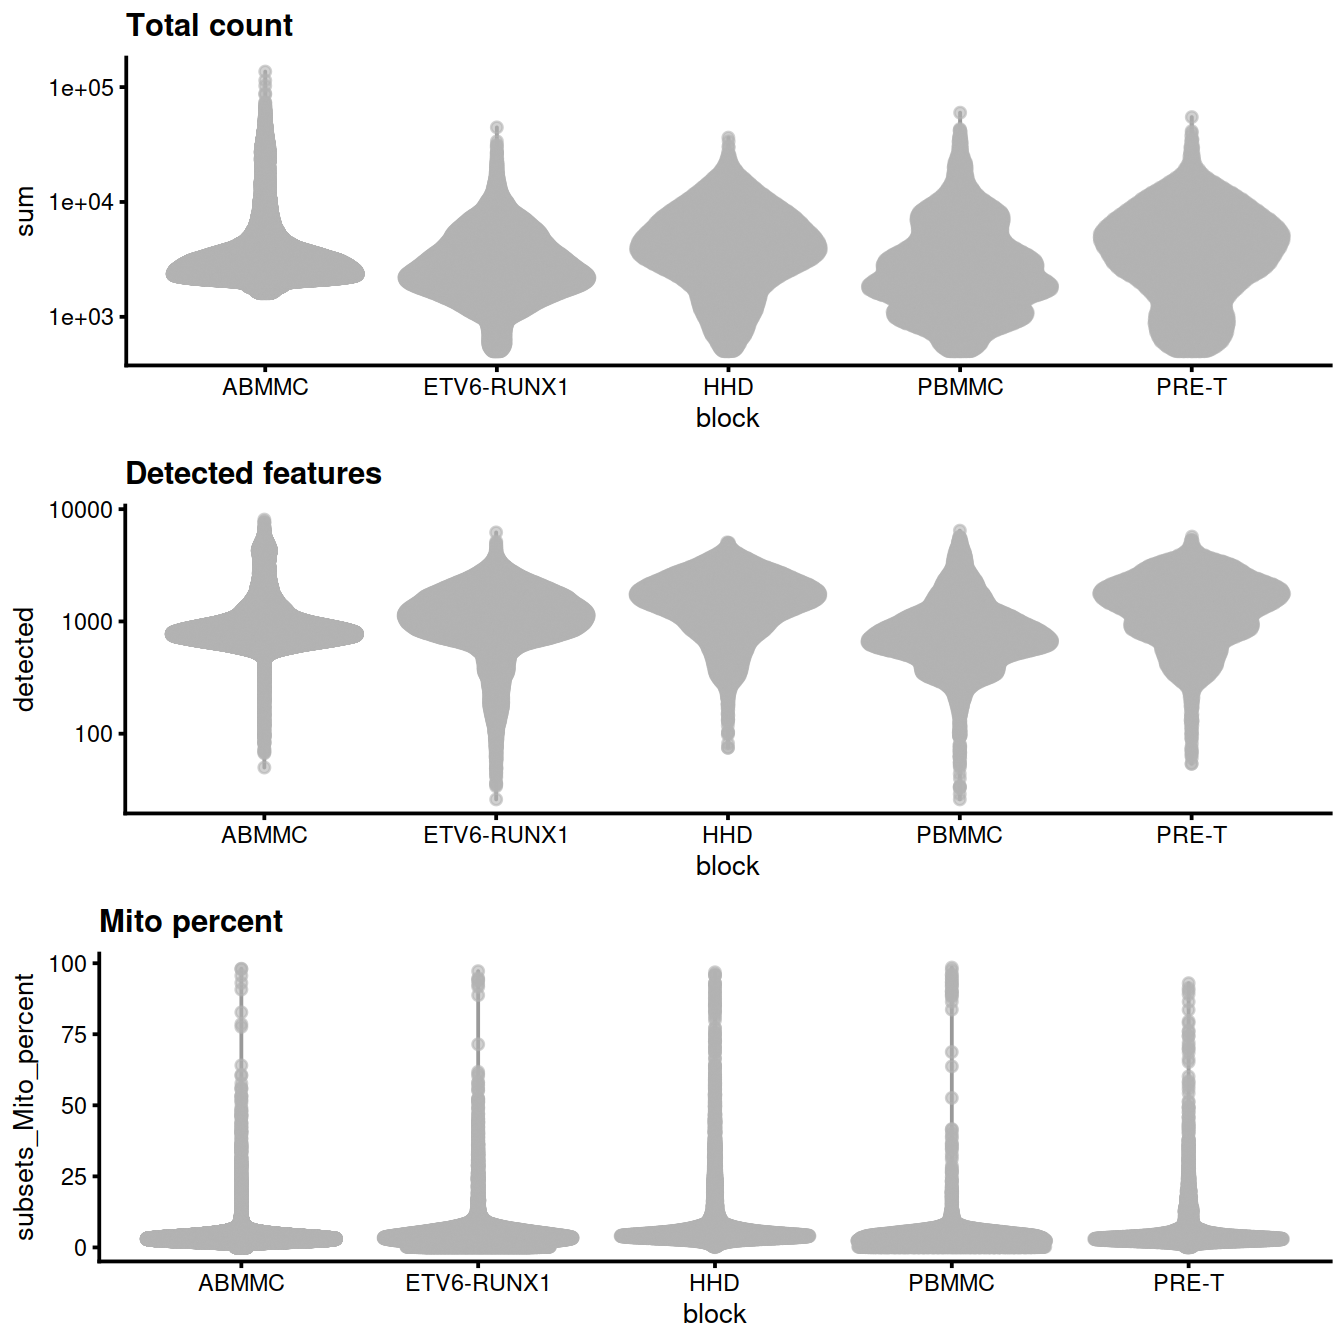 Total count
sum
1e+05
1e+04
1e+03
ABMMC ETV6-RUNX1 HHD PBMMC PRE-T
block
Detected features
detected
10000
1000
100
ABMMC ETV6-RUNX1 HHD PBMMC PRE-T
block
Mito percent
subsets_Mito_percent
100
75
50
25
0
ABMMC ETV6-RUNX1 HHD PBMMC PRE-T
block